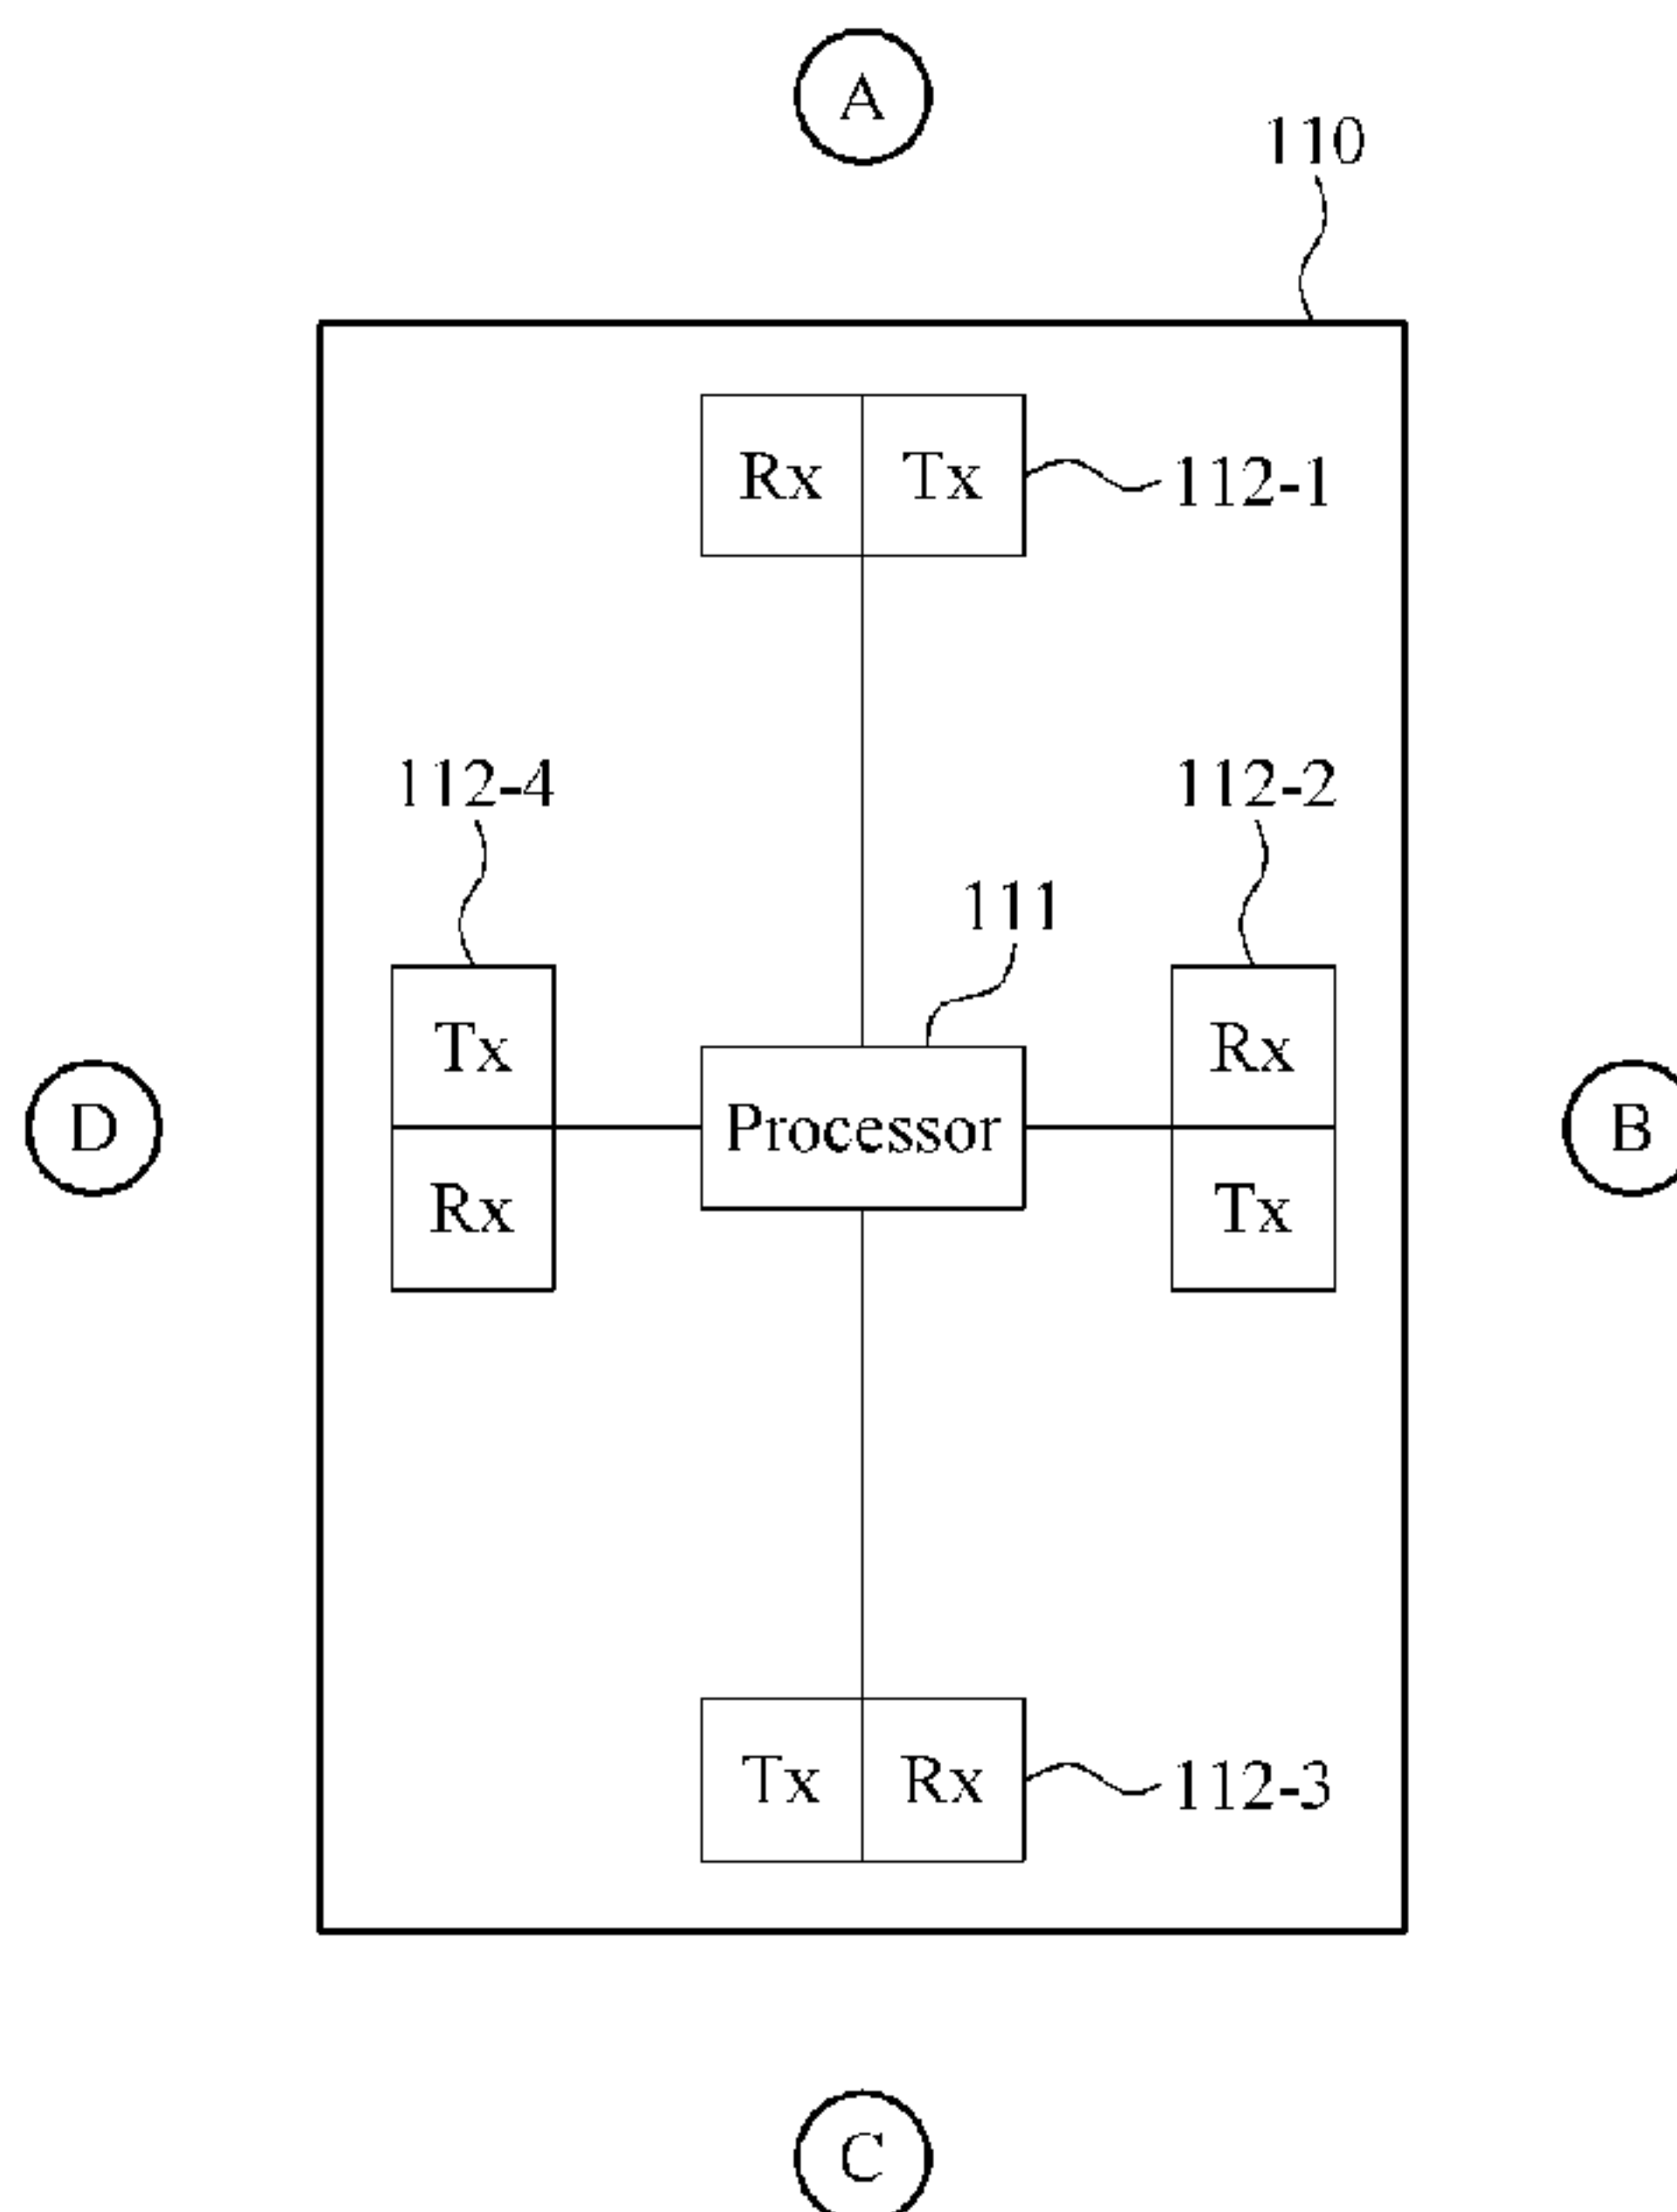 A
110
Rx Tx 112-1
112-4 112-2
111
Tx Rx
D Processor B
Rx Tx
Tx Rx 112-3
C